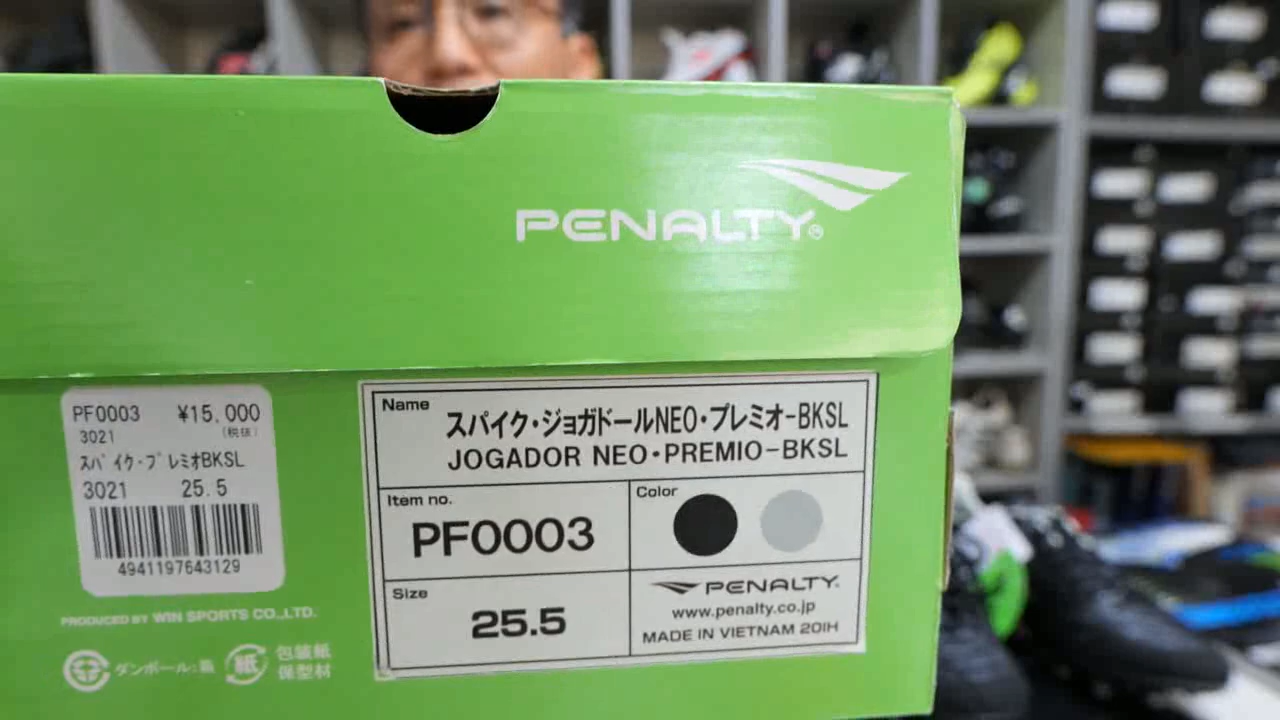 PENALTY®
PF0003 ¥15,000
3021 (税抜)
スパイク・プレミオBKSL
3021 25.5
4941197643129
Name
スパイク・ジョガドールNEO・プレミオ-BKSL
JOGADOR NEO・PREMIO-BKSL
Item no.
PF0003
Color
Size
25.5
PENALTY.
www.penalty.co.jp
MADE IN VIETNAM 20IH
PRODUCED BY WIN SPORTS CO.,LTD.
ダンボール:箱
紙
包装紙
保型材